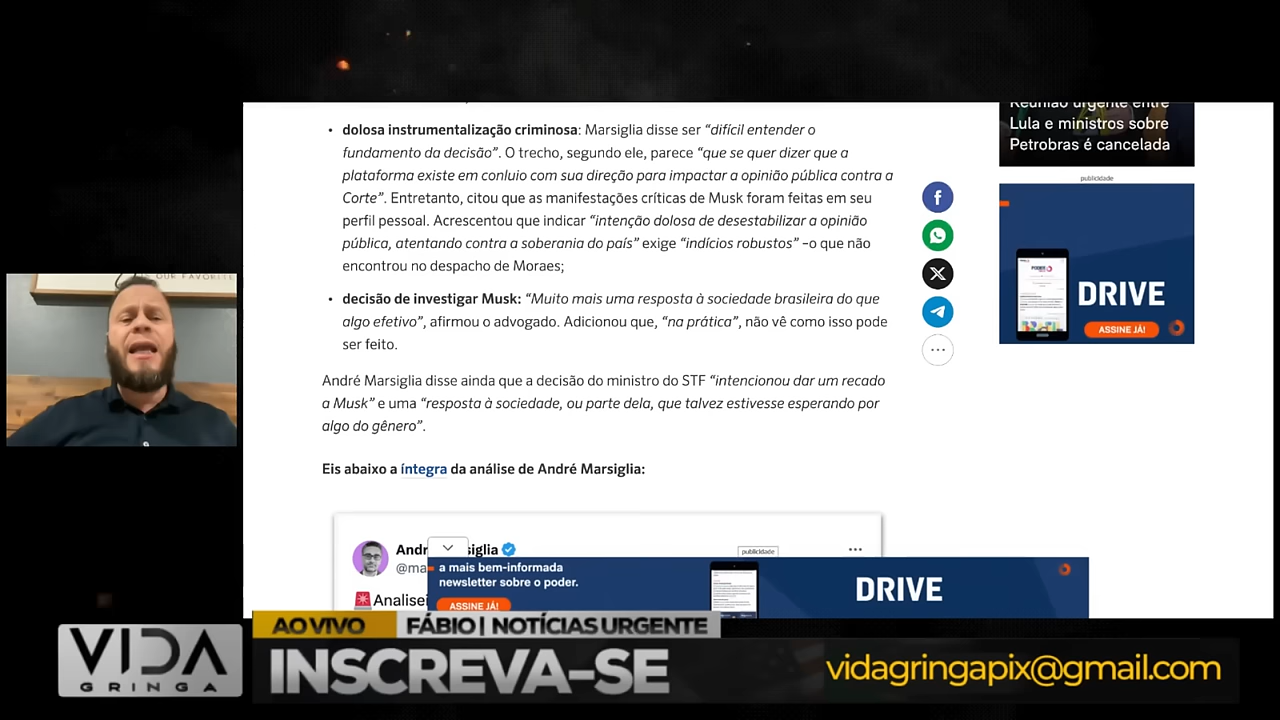 OUR FAVORITE
• dolosa instrumentalização criminosa: Marsiglia disse ser “difícil entender o
fundamento da decisão”. O trecho, segundo ele, parece “que se quer dizer que a
plataforma existe em conluio com sua direção para impactar a opinião pública contra a
Corte”. Entretanto, citou que as manifestações críticas de Musk foram feitas em seu
perfil pessoal. Acrescentou que indicar “intenção dolosa de desestabilizar a opinião
pública, atentando contra a soberania do país” exige “indícios robustos” –o que não
encontrou no despacho de Moraes;
• decisão de investigar Musk: “Muito mais uma resposta à sociedade brasileira do que
algo efetivo”, afirmou o advogado. Adicionou que, “na prática”, não vê como isso pode
ser feito.
André Marsiglia disse ainda que a decisão do ministro do STF “intencionou dar um recado
a Musk” e uma “resposta à sociedade, ou parte dela, que talvez estivesse esperando por
algo do gênero”.
Eis abaixo a íntegra da análise de André Marsiglia:
Reunião urgente entre
Lula e ministros sobre
Petrobras é cancelada
publicidade
DRIVE
ASSINE JÁ!
publicidade
a mais bem-informada
newsletter sobre o poder.
ASSINE JÁ!
DRIVE
Analisei
AO VIVO
FÁBIO | NOTÍCIAS URGENTE
VIDA
GRINGA
INSCREVA-SE
vidagringapix@gmail.com